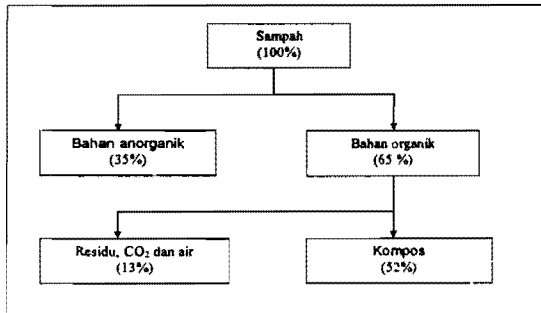 Sampah
(100%)
Bahan anorganik
(35%)
Bahan organik
(65 %)
Residu, CO₂ dan air
(13%)
Kompos
(52%)